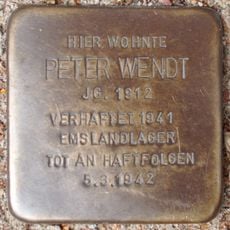 HIER WOHNTE
PETER WENDT
JG. 1912
VERHAFTET 1941
EMSLANDLAGER
TOT AN HAFTFOLGEN
5.3.1942